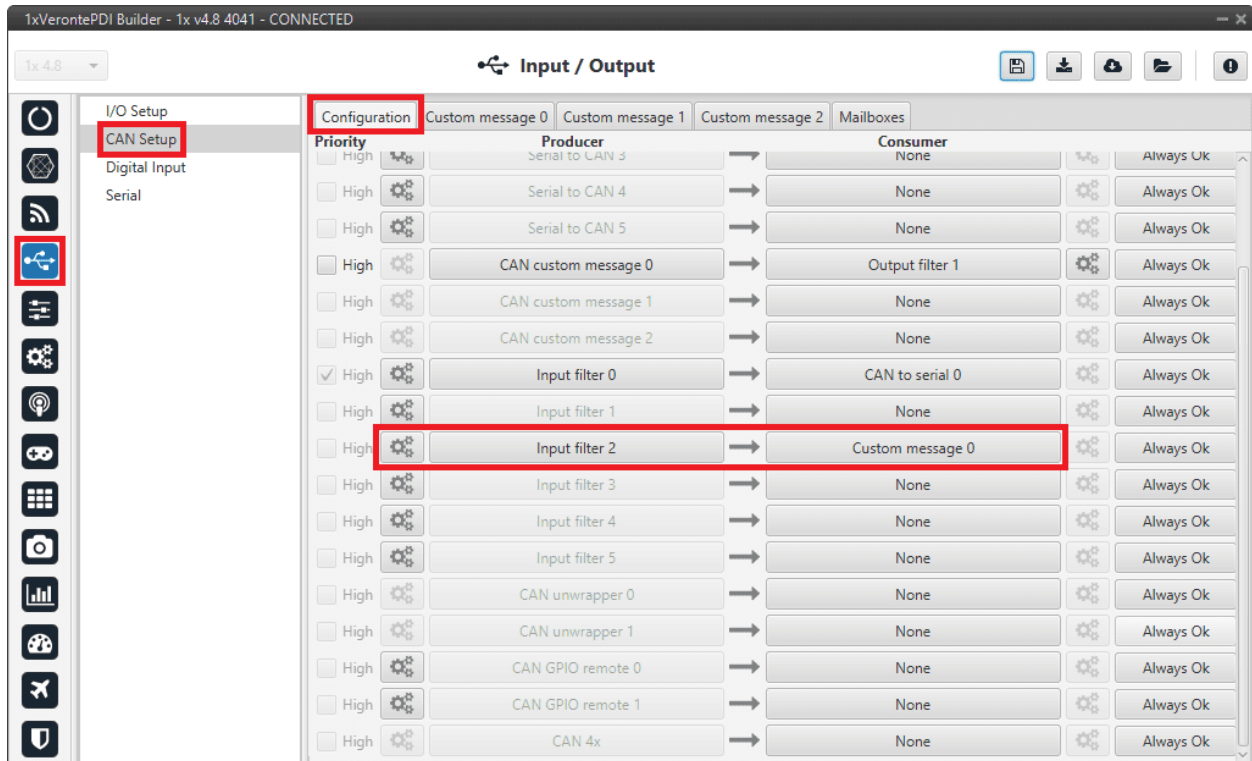 1xVerontePDI Builder - 1x v4.8 4041 - CONNECTED
1x 4.8
Input / Output
I/O Setup
CAN Setup
Digital Input
Serial
Configuration Custom message 0 Custom message 1 Custom message 2 Mailboxes
Priority Producer Consumer
High Serial to CAN 3 None Always Ok
High Serial to CAN 4 None Always Ok
High Serial to CAN 5 None Always Ok
High CAN custom message 0 Output filter 1 Always Ok
High CAN custom message 1 None Always Ok
High CAN custom message 2 None Always Ok
High Input filter 0 CAN to serial 0 Always Ok
High Input filter 1 None Always Ok
High Input filter 2 Custom message 0 Always Ok
High Input filter 3 None Always Ok
High Input filter 4 None Always Ok
High Input filter 5 None Always Ok
High CAN unwrapper 0 None Always Ok
High CAN unwrapper 1 None Always Ok
High CAN GPIO remote 0 None Always Ok
High CAN GPIO remote 1 None Always Ok
High CAN 4x None Always Ok